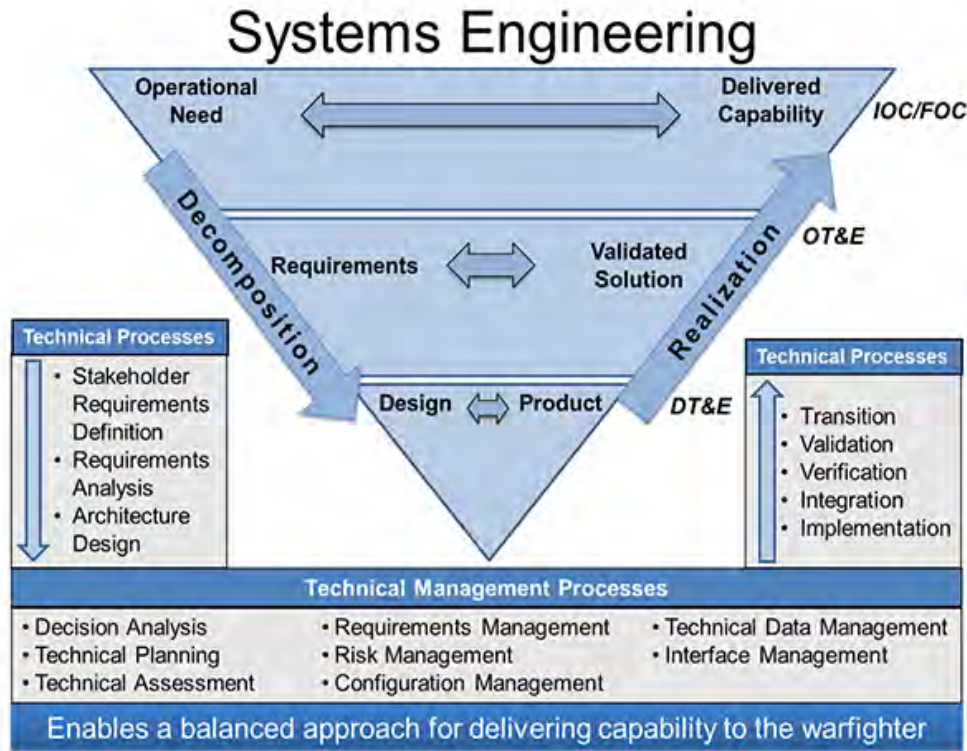 Systems Engineering
Operational
Need
Delivered
Capability
IOC/FOC
Decomposition
Realization
OT&E
Requirements
Validated
Solution
Design
Product
DT&E
Technical Processes
• Stakeholder
Requirements
Definition
• Requirements
Analysis
• Architecture
Design
Technical Processes
• Transition
• Validation
• Verification
• Integration
• Implementation
Technical Management Processes
• Decision Analysis
• Technical Planning
• Technical Assessment
• Requirements Management
• Risk Management
• Configuration Management
• Technical Data Management
• Interface Management
Enables a balanced approach for delivering capability to the warfighter